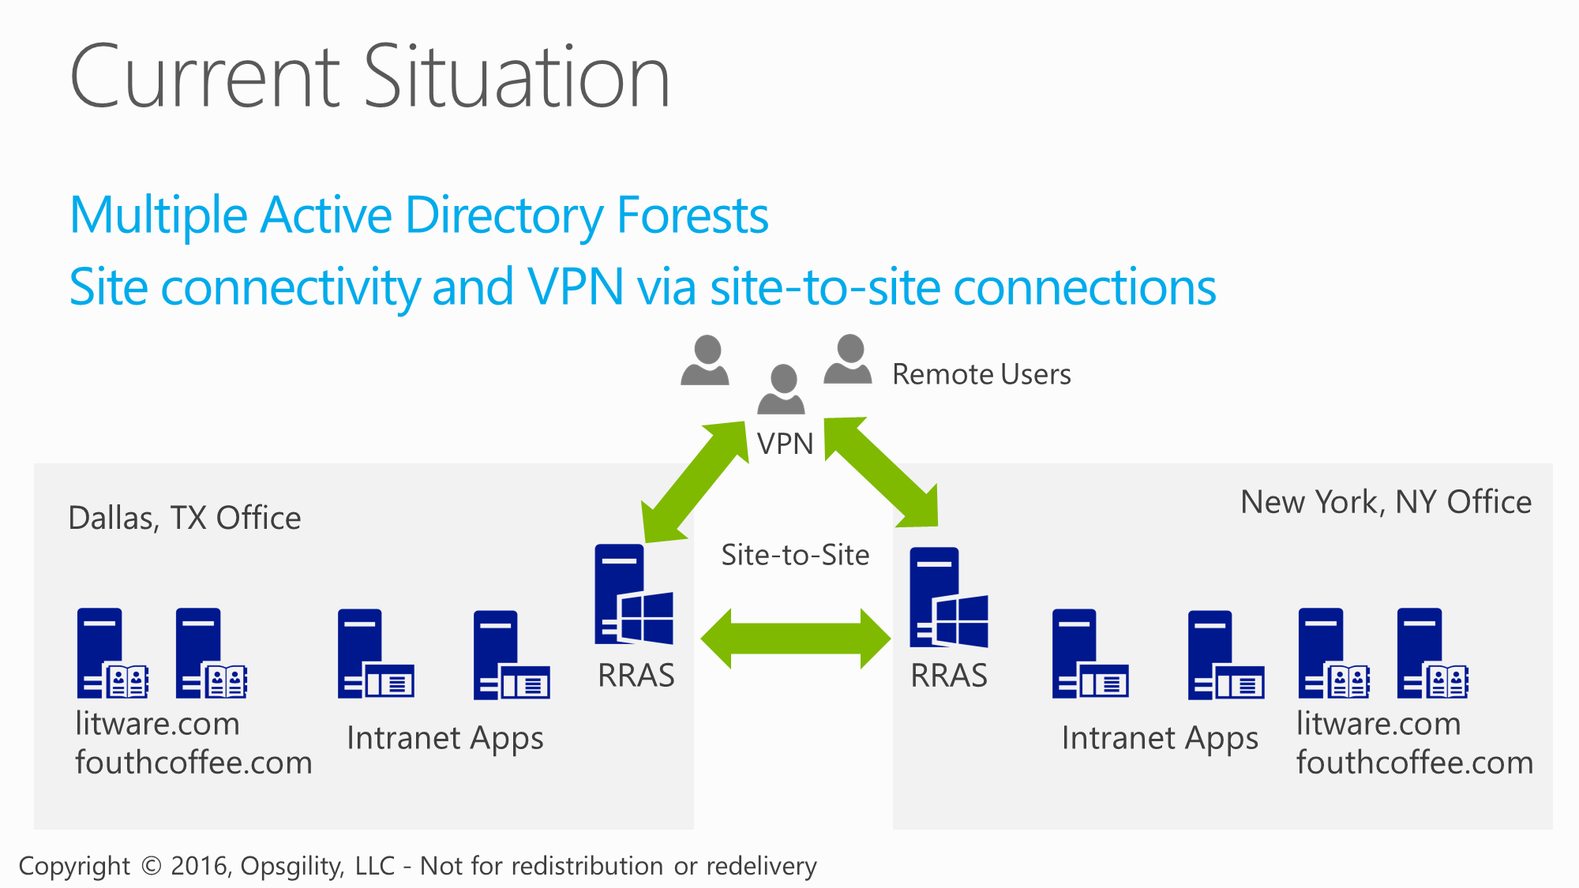 Current Situation
Multiple Active Directory Forests
Site connectivity and VPN via site-to-site connections
Remote Users
VPN
Dallas, TX Office
New York, NY Office
Site-to-Site
RRAS
RRAS
litware.com
fouthcoffee.com
Intranet Apps
Intranet Apps
litware.com
fouthcoffee.com
Copyright © 2016, Opsgility, LLC - Not for redistribution or redelivery